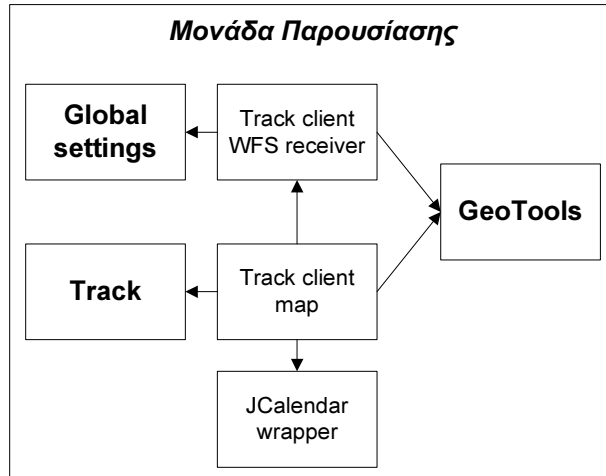 Μονάδα Παρουσίασης
Global
settings
Track client
WFS receiver
GeoTools
Track
Track client
map
JCalendar
wrapper